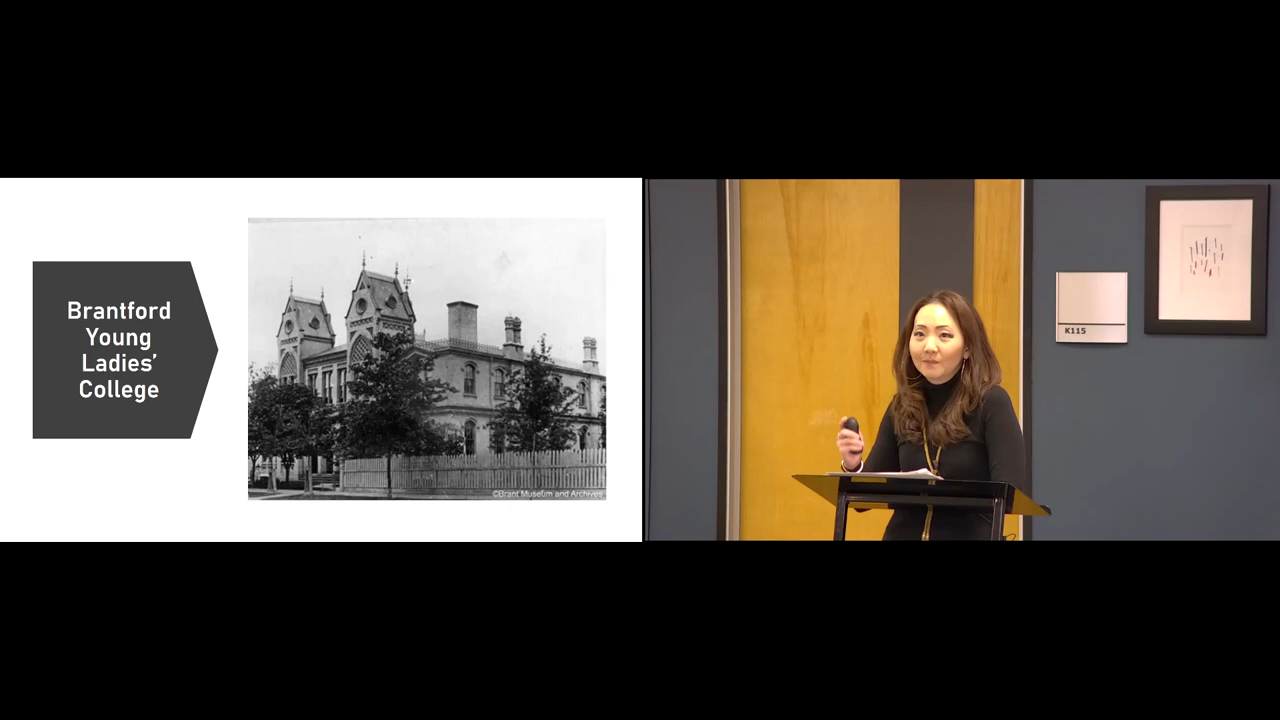 Brantford
Young
Ladies’
College
©Brant Museum and Archives
K115